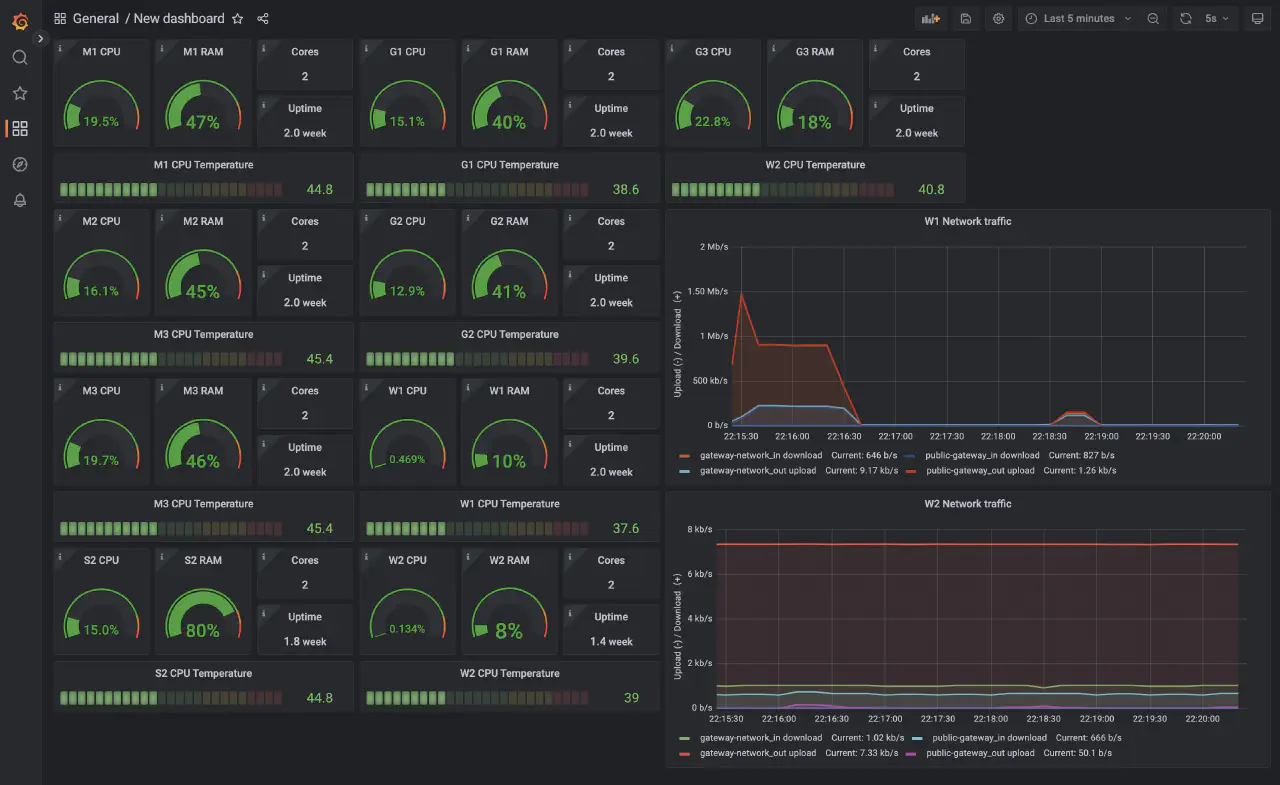 General / New dashboard
Last 5 minutes
5s
M1 CPU
19.5%
M1 RAM
47%
Cores
2
Uptime
2.0 week
G1 CPU
15.1%
G1 RAM
40%
Cores
2
Uptime
2.0 week
G3 CPU
22.8%
G3 RAM
18%
Cores
2
Uptime
2.0 week
M1 CPU Temperature
44.8
G1 CPU Temperature
38.6
W2 CPU Temperature
40.8
M2 CPU
16.1%
M2 RAM
45%
Cores
2
Uptime
2.0 week
G2 CPU
12.9%
G2 RAM
41%
Cores
2
Uptime
2.0 week
M3 CPU Temperature
45.4
G2 CPU Temperature
39.6
M3 CPU
19.7%
M3 RAM
46%
Cores
2
Uptime
2.0 week
W1 CPU
0.469%
W1 RAM
10%
Cores
2
Uptime
2.0 week
M3 CPU Temperature
45.4
W1 CPU Temperature
37.6
S2 CPU
15.0%
S2 RAM
80%
Cores
2
Uptime
1.8 week
W2 CPU
0.134%
W2 RAM
8%
Cores
2
Uptime
1.4 week
S2 CPU Temperature
44.8
W2 CPU Temperature
39
W1 Network traffic
Upload (-) / Download (+)
2 Mb/s
1.50 Mb/s
1 Mb/s
500 kb/s
0 b/s
22:15:30 22:16:00 22:16:30 22:17:00 22:17:30 22:18:00 22:18:30 22:19:00 22:19:30 22:20:00
gateway-network_in download Current: 646 b/s public-gateway_in download Current: 827 b/s
gateway-network_out upload Current: 9.17 kb/s public-gateway_out upload Current: 1.26 kb/s
W2 Network traffic
Upload (-) / Download (+)
8 kb/s
6 kb/s
4 kb/s
2 kb/s
0 b/s
22:15:30 22:16:00 22:16:30 22:17:00 22:17:30 22:18:00 22:18:30 22:19:00 22:19:30 22:20:00
gateway-network_in download Current: 1.02 kb/s public-gateway_in download Current: 666 b/s
gateway-network_out upload Current: 7.33 kb/s public-gateway_out upload Current: 50.1 b/s